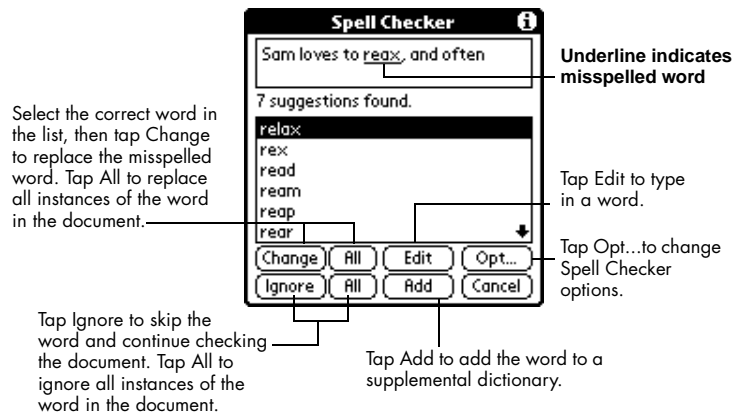 Spell Checker
Sam loves to reax, and often
Underline indicates
misspelled word
7 suggestions found.
Select the correct word in
the list, then tap Change
to replace the misspelled
word. Tap All to replace
all instances of the word
in the document.
relax
rex
read
ream
reap
rear
Tap Edit to type
in a word.
Change All Edit Opt...
Ignore All Add Cancel
Tap Opt...to change
Spell Checker
options.
Tap Ignore to skip the
word and continue checking
the document. Tap All to
ignore all instances of the
word in the document.
Tap Add to add the word to a
supplemental dictionary.